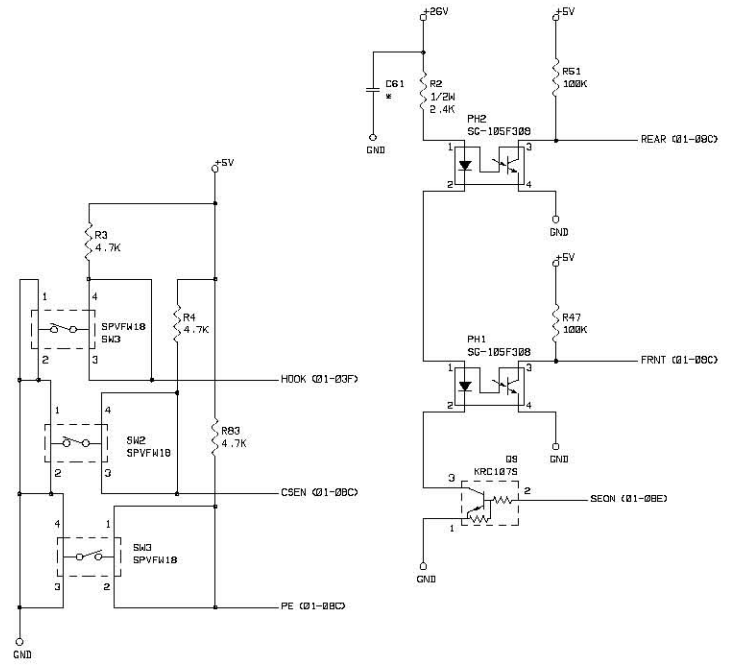 +26V
+5V
C61
*
R2
1/2W
2.4K
R51
100K
GND
PH2
SG-105F308
1
3
2
4
REAR (01-08C)
GND
+5V
+5V
R3
4.7K
1
4
SPVFW18
SW3
2
3
R4
4.7K
HOOK (01-03F)
R47
100K
PH1
SG-105F308
1
3
2
4
FRNT (01-08C)
GND
1
4
SW2
SPVFW18
2
3
R83
4.7K
CSEN (01-08C)
Q9
KRC107S
3
2
1
SEON (01-08E)
GND
4
1
SW3
SPVFW18
3
2
PE (01-08C)
GND